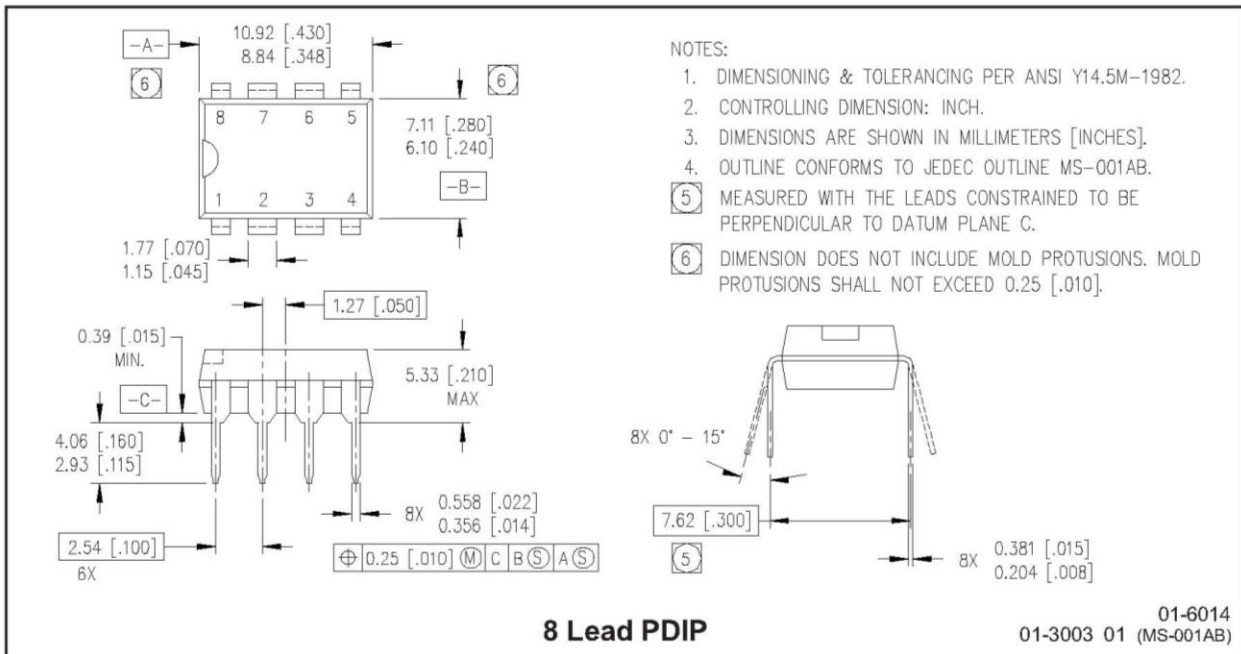 10.92 [.430]
8.84 [.348]
-A-
6
6
8 7 6 5
7.11 [.280]
6.10 [.240]
-B-
1 2 3 4
1.77 [.070]
1.15 [.045]
1.27 [.050]
0.39 [.015]
MIN.
5.33 [.210]
MAX
-C-
4.06 [.160]
2.93 [.115]
8X 0.558 [.022]
0.356 [.014]
2.54 [.100]
6X
⌖ 0.25 [.010] Ⓜ C B Ⓢ A Ⓢ
NOTES:
1. DIMENSIONING & TOLERANCING PER ANSI Y14.5M-1982.
2. CONTROLLING DIMENSION: INCH.
3. DIMENSIONS ARE SHOWN IN MILLIMETERS [INCHES].
4. OUTLINE CONFORMS TO JEDEC OUTLINE MS-001AB.
5 MEASURED WITH THE LEADS CONSTRAINED TO BE
PERPENDICULAR TO DATUM PLANE C.
6 DIMENSION DOES NOT INCLUDE MOLD PROTUSIONS. MOLD
PROTUSIONS SHALL NOT EXCEED 0.25 [.010].
8X 0° - 15°
7.62 [.300]
5
8X 0.381 [.015]
0.204 [.008]
8 Lead PDIP
01-6014
01-3003 01 (MS-001AB)